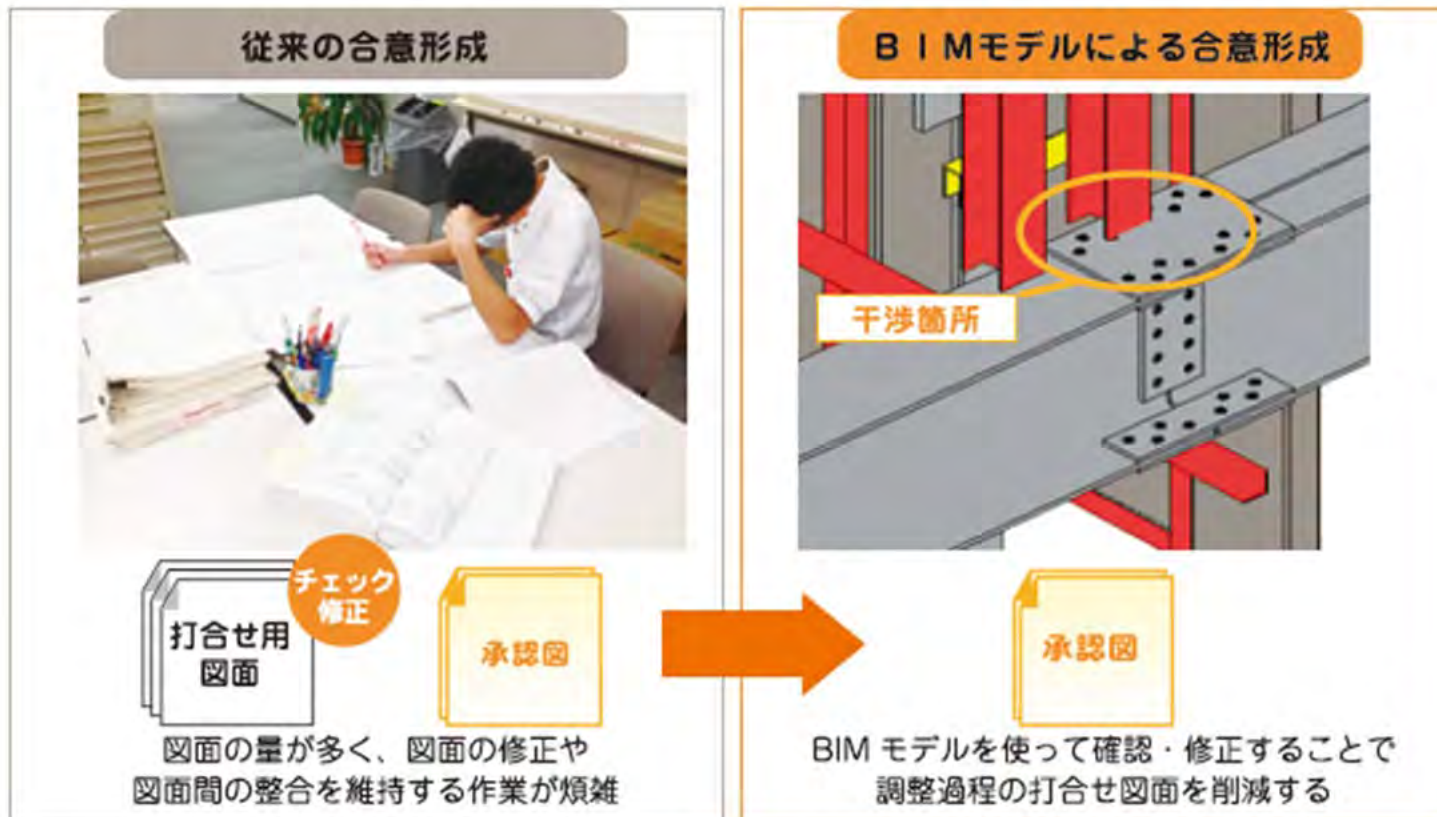 従来の合意形成
チェック
修正
打合せ用
図面
承認図
図面の量が多く、図面の修正や
図面間の整合を維持する作業が煩雑
BIMモデルによる合意形成
干渉箇所
承認図
BIM モデルを使って確認・修正することで
調整過程の打合せ図面を削減する